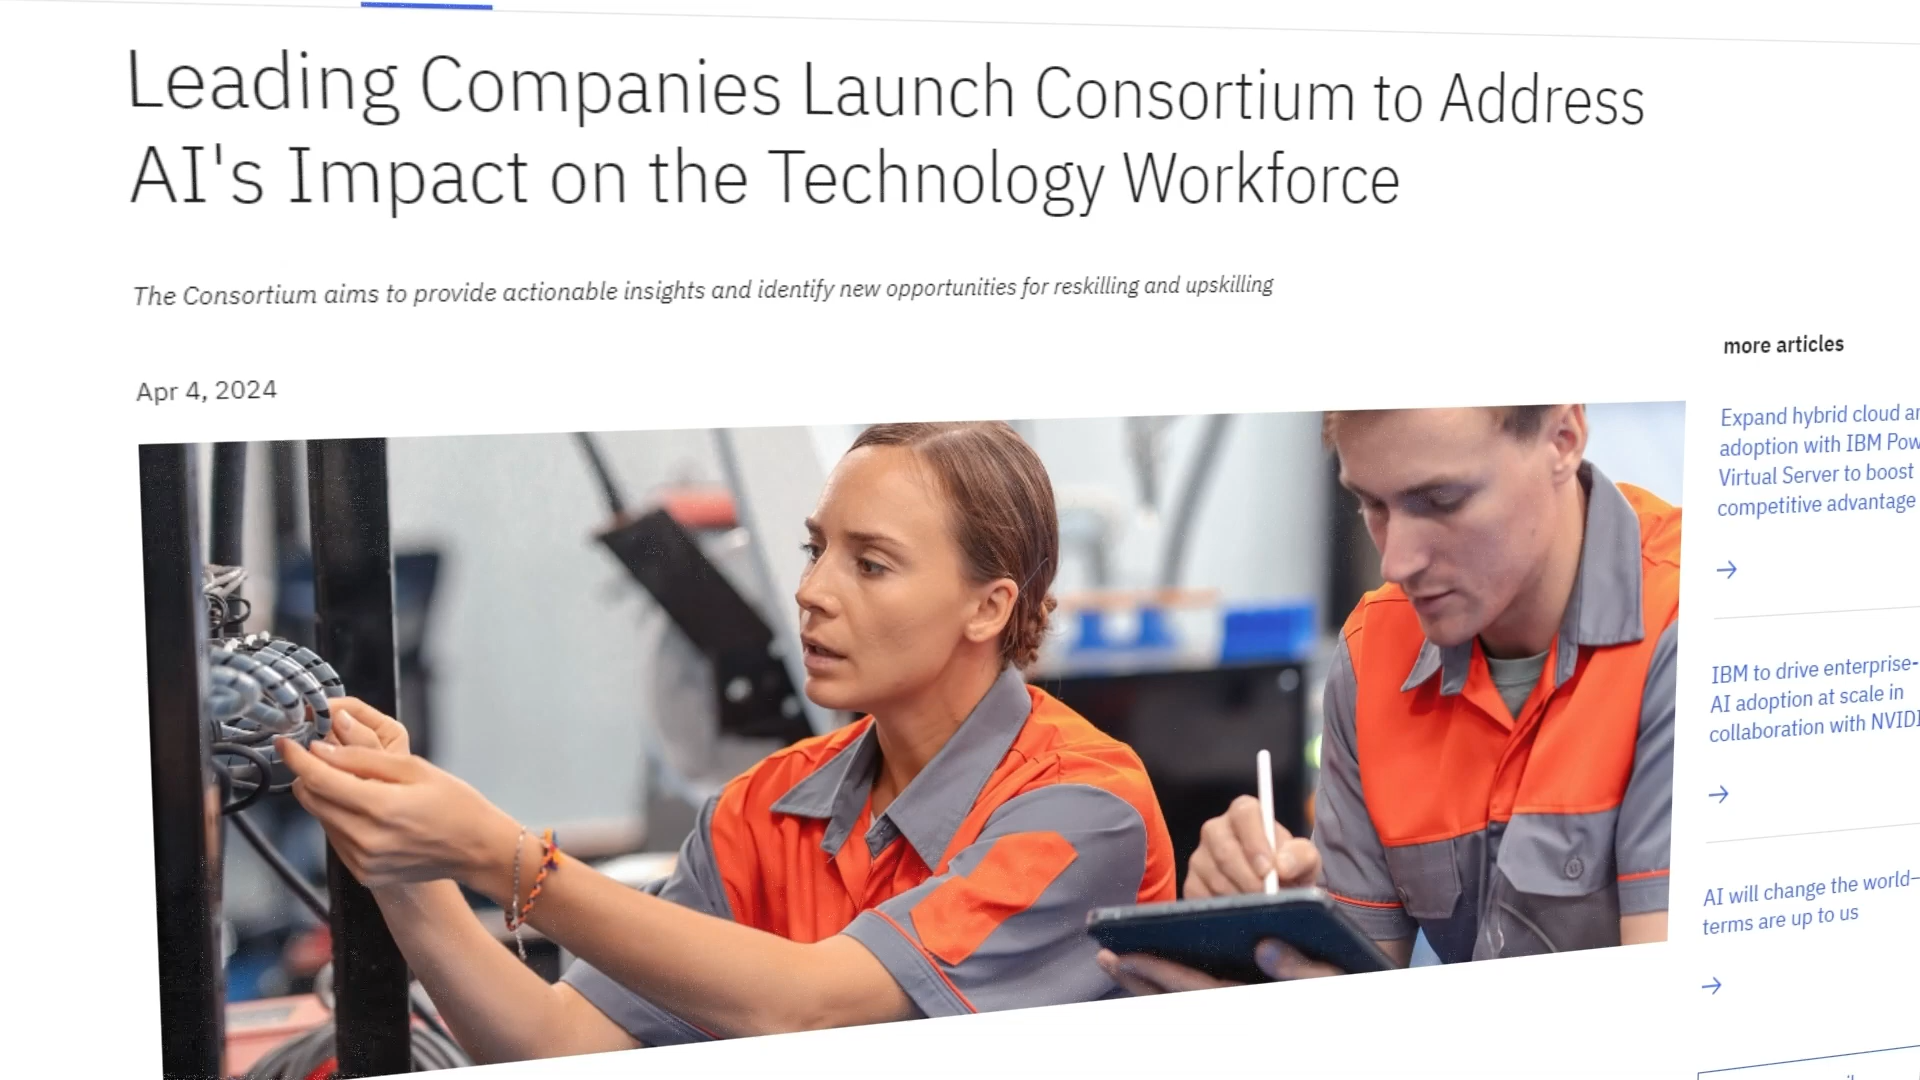 Leading Companies Launch Consortium to Address
AI's Impact on the Technology Workforce
The Consortium aims to provide actionable insights and identify new opportunities for reskilling and upskilling
Apr 4, 2024
more articles
Expand hybrid cloud
adoption with IBM
Virtual Server to boost
competitive advantage
IBM to drive enterprise-
AI adoption at scale in
collaboration with
AI will change the world–
terms are up to us